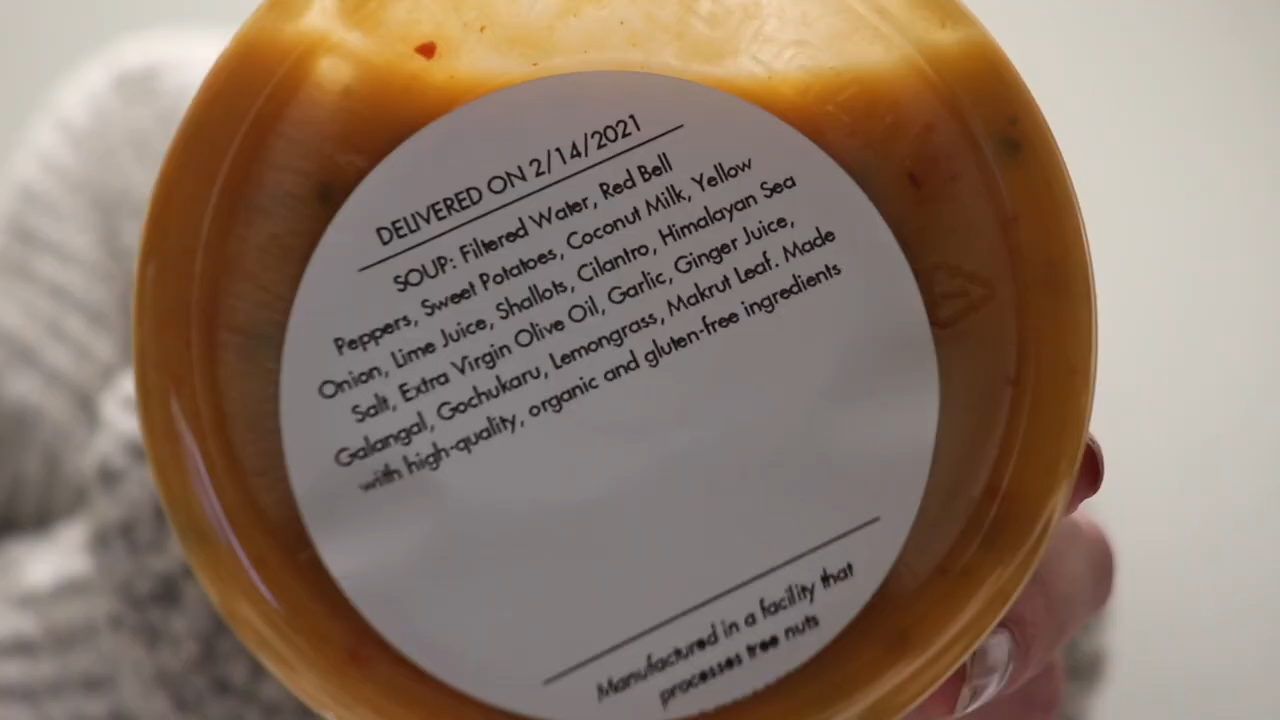 DELIVERED ON 2/14/2021
SOUP: Filtered Water, Red Bell
Peppers, Sweet Potatoes, Coconut Milk, Yellow
Onion, Lime Juice, Shallots, Cilantro, Himalayan Sea
Salt, Extra Virgin Olive Oil, Garlic, Ginger Juice,
Galangal, Gochukaru, Lemongrass, Makrut Leaf. Made
with high-quality, organic and gluten-free ingredients
Manufactured in a facility that
processes tree nuts